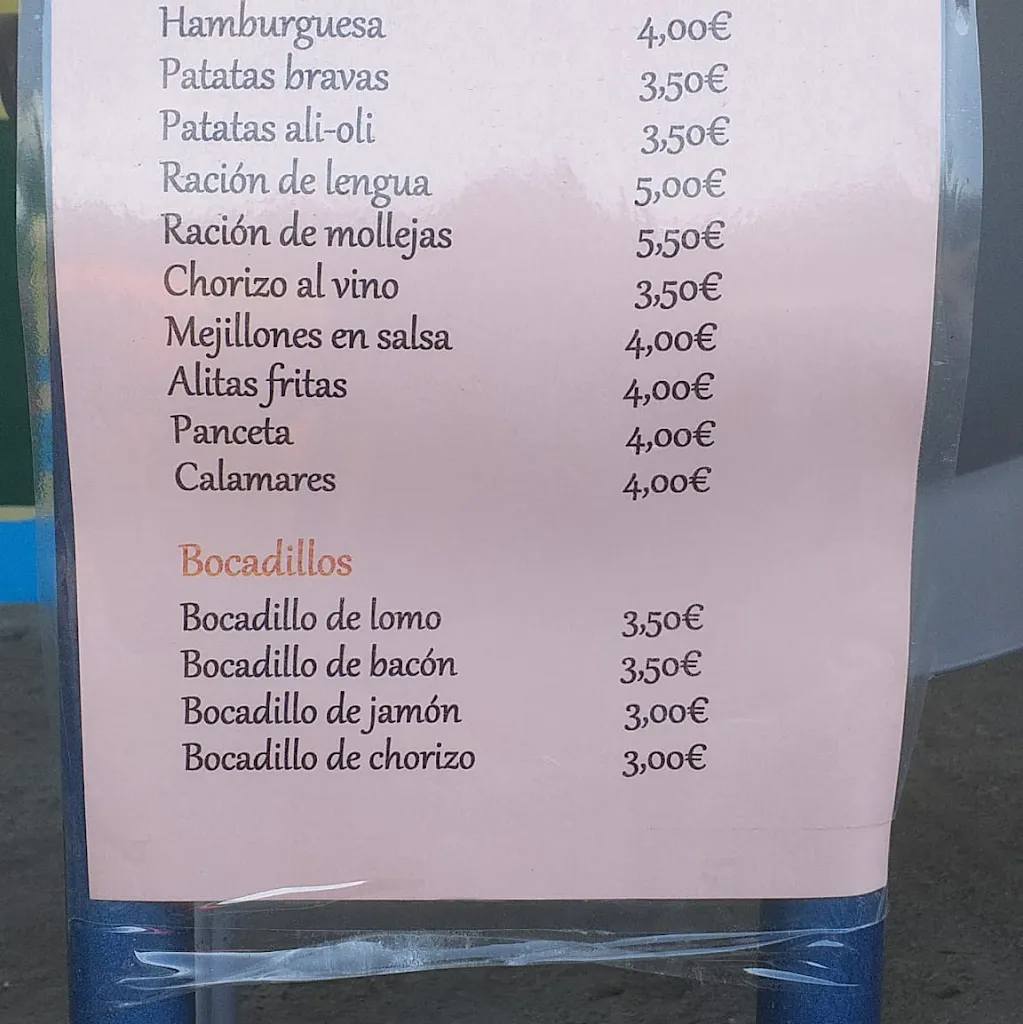 Hamburguesa 4,00€
Patatas bravas 3,50€
Patatas ali-oli 3,50€
Ración de lengua 5,00€
Ración de mollejas 5,50€
Chorizo al vino 3,50€
Mejillones en salsa 4,00€
Alitas fritas 4,00€
Panceta 4,00€
Calamares 4,00€
Bocadillos
Bocadillo de lomo 3,50€
Bocadillo de bacón 3,50€
Bocadillo de jamón 3,00€
Bocadillo de chorizo 3,00€